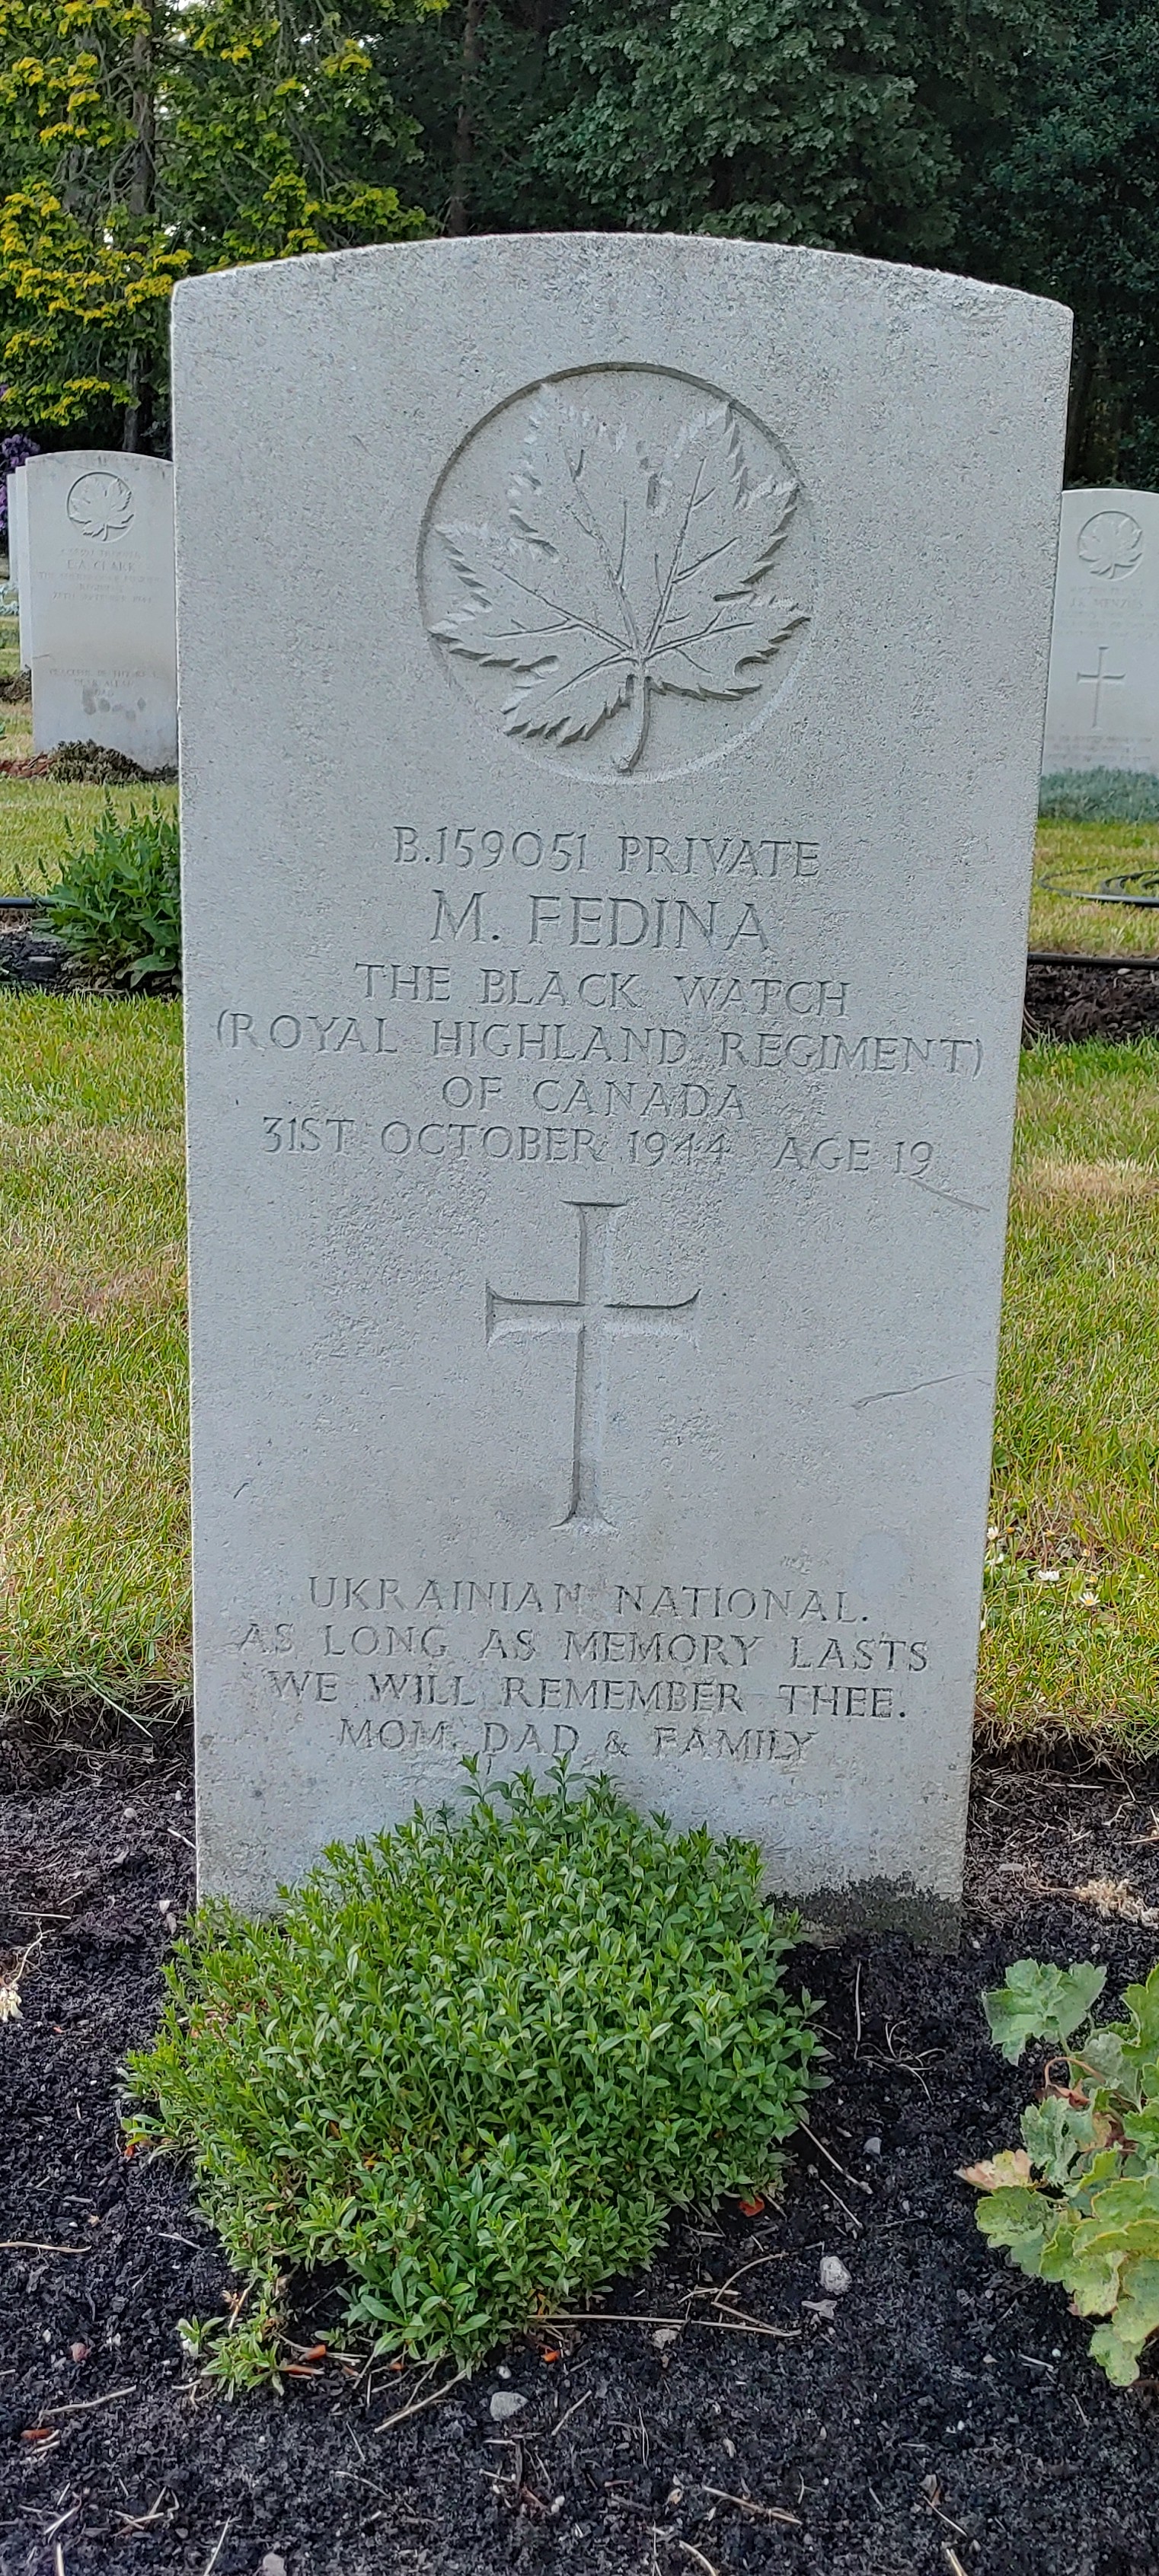 B.159051 PRIVATE
M. FEDINA
THE BLACK WATCH
(ROYAL HIGHLAND REGIMENT)
OF CANADA
31ST OCTOBER 1944 AGE 19
UKRAINIAN NATIONAL.
AS LONG AS MEMORY LASTS
WE WILL REMEMBER THEE.
MOM, DAD & FAMILY
E.A. CLARK